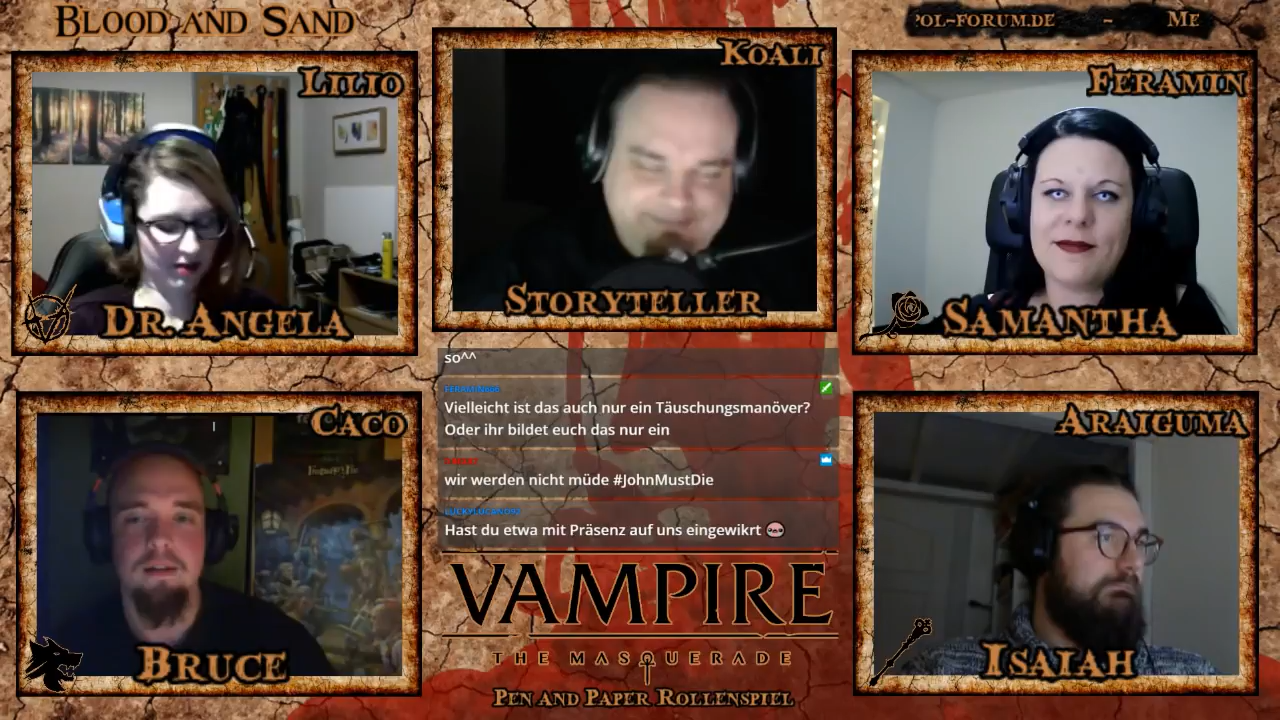 Blood and Sand
pol-forum.de - Me
Lilio
Koali
Feramin
Dr. Angela
Storyteller
Samantha
so^^
Vielleicht ist das auch nur ein Täuschungsmanöver?
Oder ihr bildet euch das nur ein
wir werden nicht müde #JohnMustDie
Hast du etwa mit Präsenz auf uns eingewikrt
Caco
Araiguma
Bruce
Isaiah
VAMPIRE
THE MASQUERADE
Pen and Paper Rollenspiel